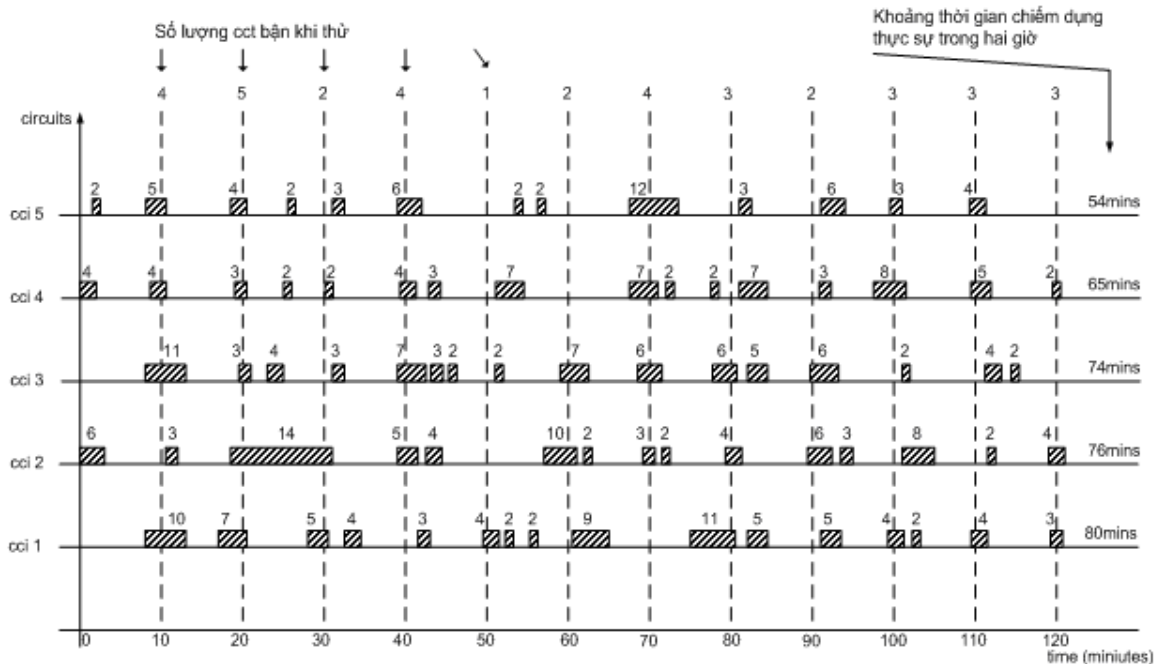 Số lượng cct bận khi thử
Khoảng thời gian chiếm dụng
thực sự trong hai giờ
4 5 2 4 1 2 4 3 2 3 3 3
circuits
2 5 4 2 3 6 2 2 12 3 6 3 4
cci 5 54mins
4 4 3 2 2 4 3 7 7 2 2 7 3 8 5 2
cci 4 65mins
11 3 4 3 7 3 2 2 7 6 6 5 6 2 4 2
cci 3 74mins
6 3 14 5 4 10 2 3 2 4 6 3 8 2 4
cci 2 76mins
10 7 5 4 3 4 2 2 9 11 5 5 4 2 4 3
cci 1 80mins
0 10 20 30 40 50 60 70 80 90 100 110 120
time (miniutes)